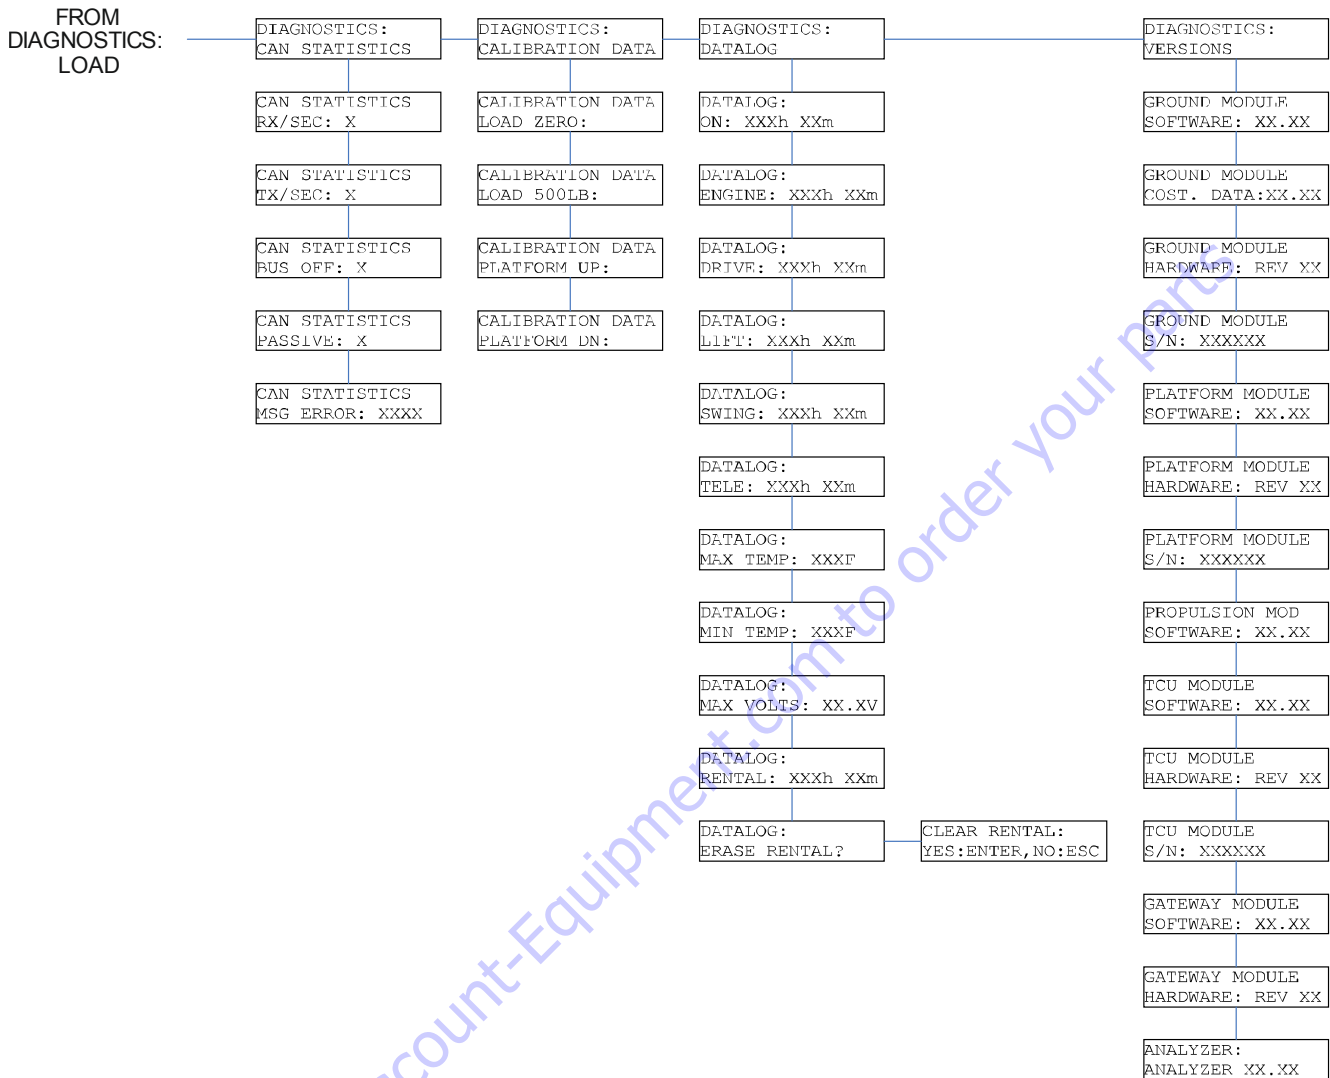 FROM
DIAGNOSTICS:
LOAD
DIAGNOSTICS:
CAN STATISTICS
CAN STATISTICS
RX/SEC: X
CAN STATISTICS
TX/SEC: X
CAN STATISTICS
BUS OFF: X
CAN STATISTICS
PASSIVE: X
CAN STATISTICS
MSG ERROR: XXXX
DIAGNOSTICS:
CALIBRATION DATA
CALIBRATION DATA
LOAD ZERO:
CALIBRATION DATA
LOAD 500LB:
CALIBRATION DATA
PLATFORM UP:
CALIBRATION DATA
PLATFORM DN:
DIAGNOSTICS:
DATALOG
DATALOG:
ON: XXXh XXm
DATALOG:
ENGINE: XXXh XXm
DATALOG:
DRIVE: XXXh XXm
DATALOG:
LIFT: XXXh XXm
DATALOG:
SWING: XXXh XXm
DATALOG:
TELE: XXXh XXm
DATALOG:
MAX TEMP: XXXF
DATALOG:
MIN TEMP: XXXF
DATALOG:
MAX VOLTS: XX.XV
DATALOG:
RENTAL: XXXh XXm
DATALOG:
ERASE RENTAL?
CLEAR RENTAL:
YES:ENTER,NO:ESC
DIAGNOSTICS:
VERSIONS
GROUND MODULE
SOFTWARE: XX.XX
GROUND MODULE
COST. DATA:XX.XX
GROUND MODULE
HARDWARE: REV XX
GROUND MODULE
S/N: XXXXXX
PLATFORM MODULE
SOFTWARE: XX.XX
PLATFORM MODULE
HARDWARE: REV XX
PLATFORM MODULE
S/N: XXXXXX
PROPULSION MOD
SOFTWARE: XX.XX
TCU MODULE
SOFTWARE: XX.XX
TCU MODULE
HARDWARE: REV XX
TCU MODULE
S/N: XXXXXX
GATEWAY MODULE
SOFTWARE: XX.XX
GATEWAY MODULE
HARDWARE: REV XX
ANALYZER:
ANALYZER XX.XX
scount-Equipment.com to order your parts